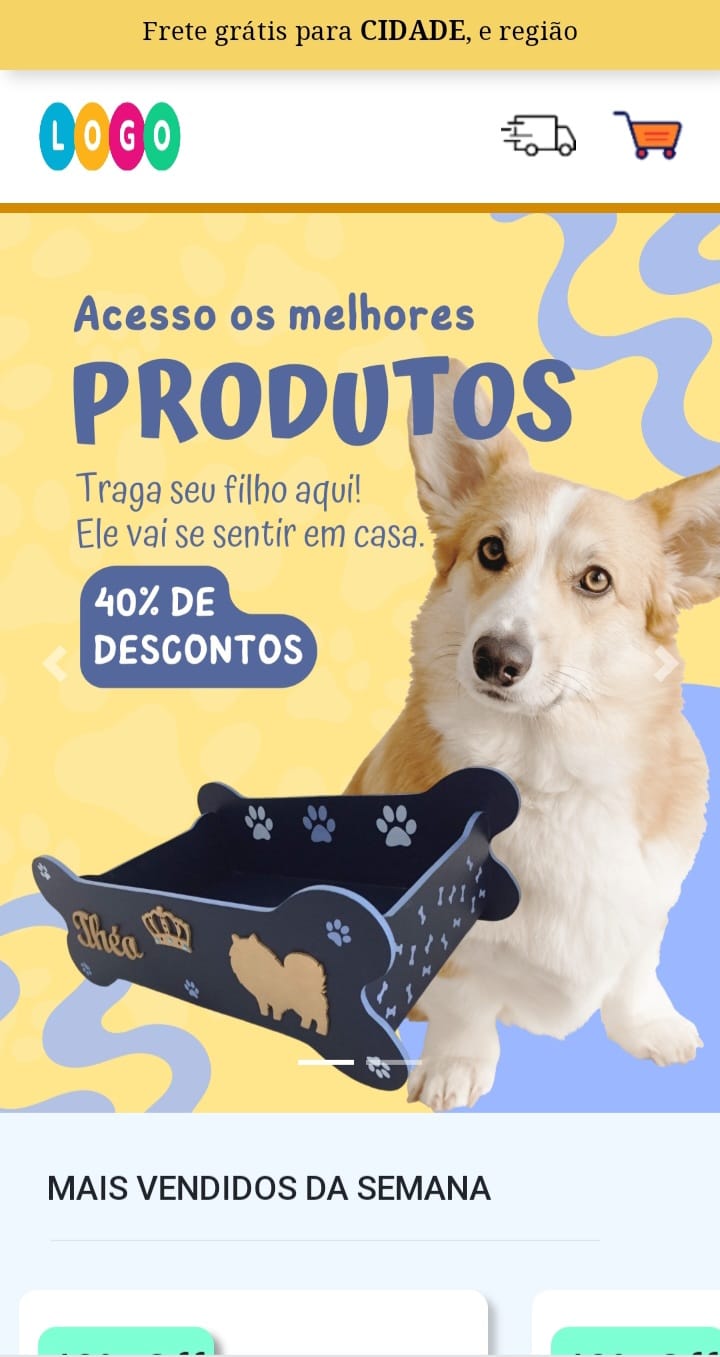 Frete grátis para CIDADE, e região
LOGO
Acesso os melhores
PRODUTOS
Traga seu filho aqui!
Ele vai se sentir em casa.
40% DE
DESCONTOS
Théo
MAIS VENDIDOS DA SEMANA